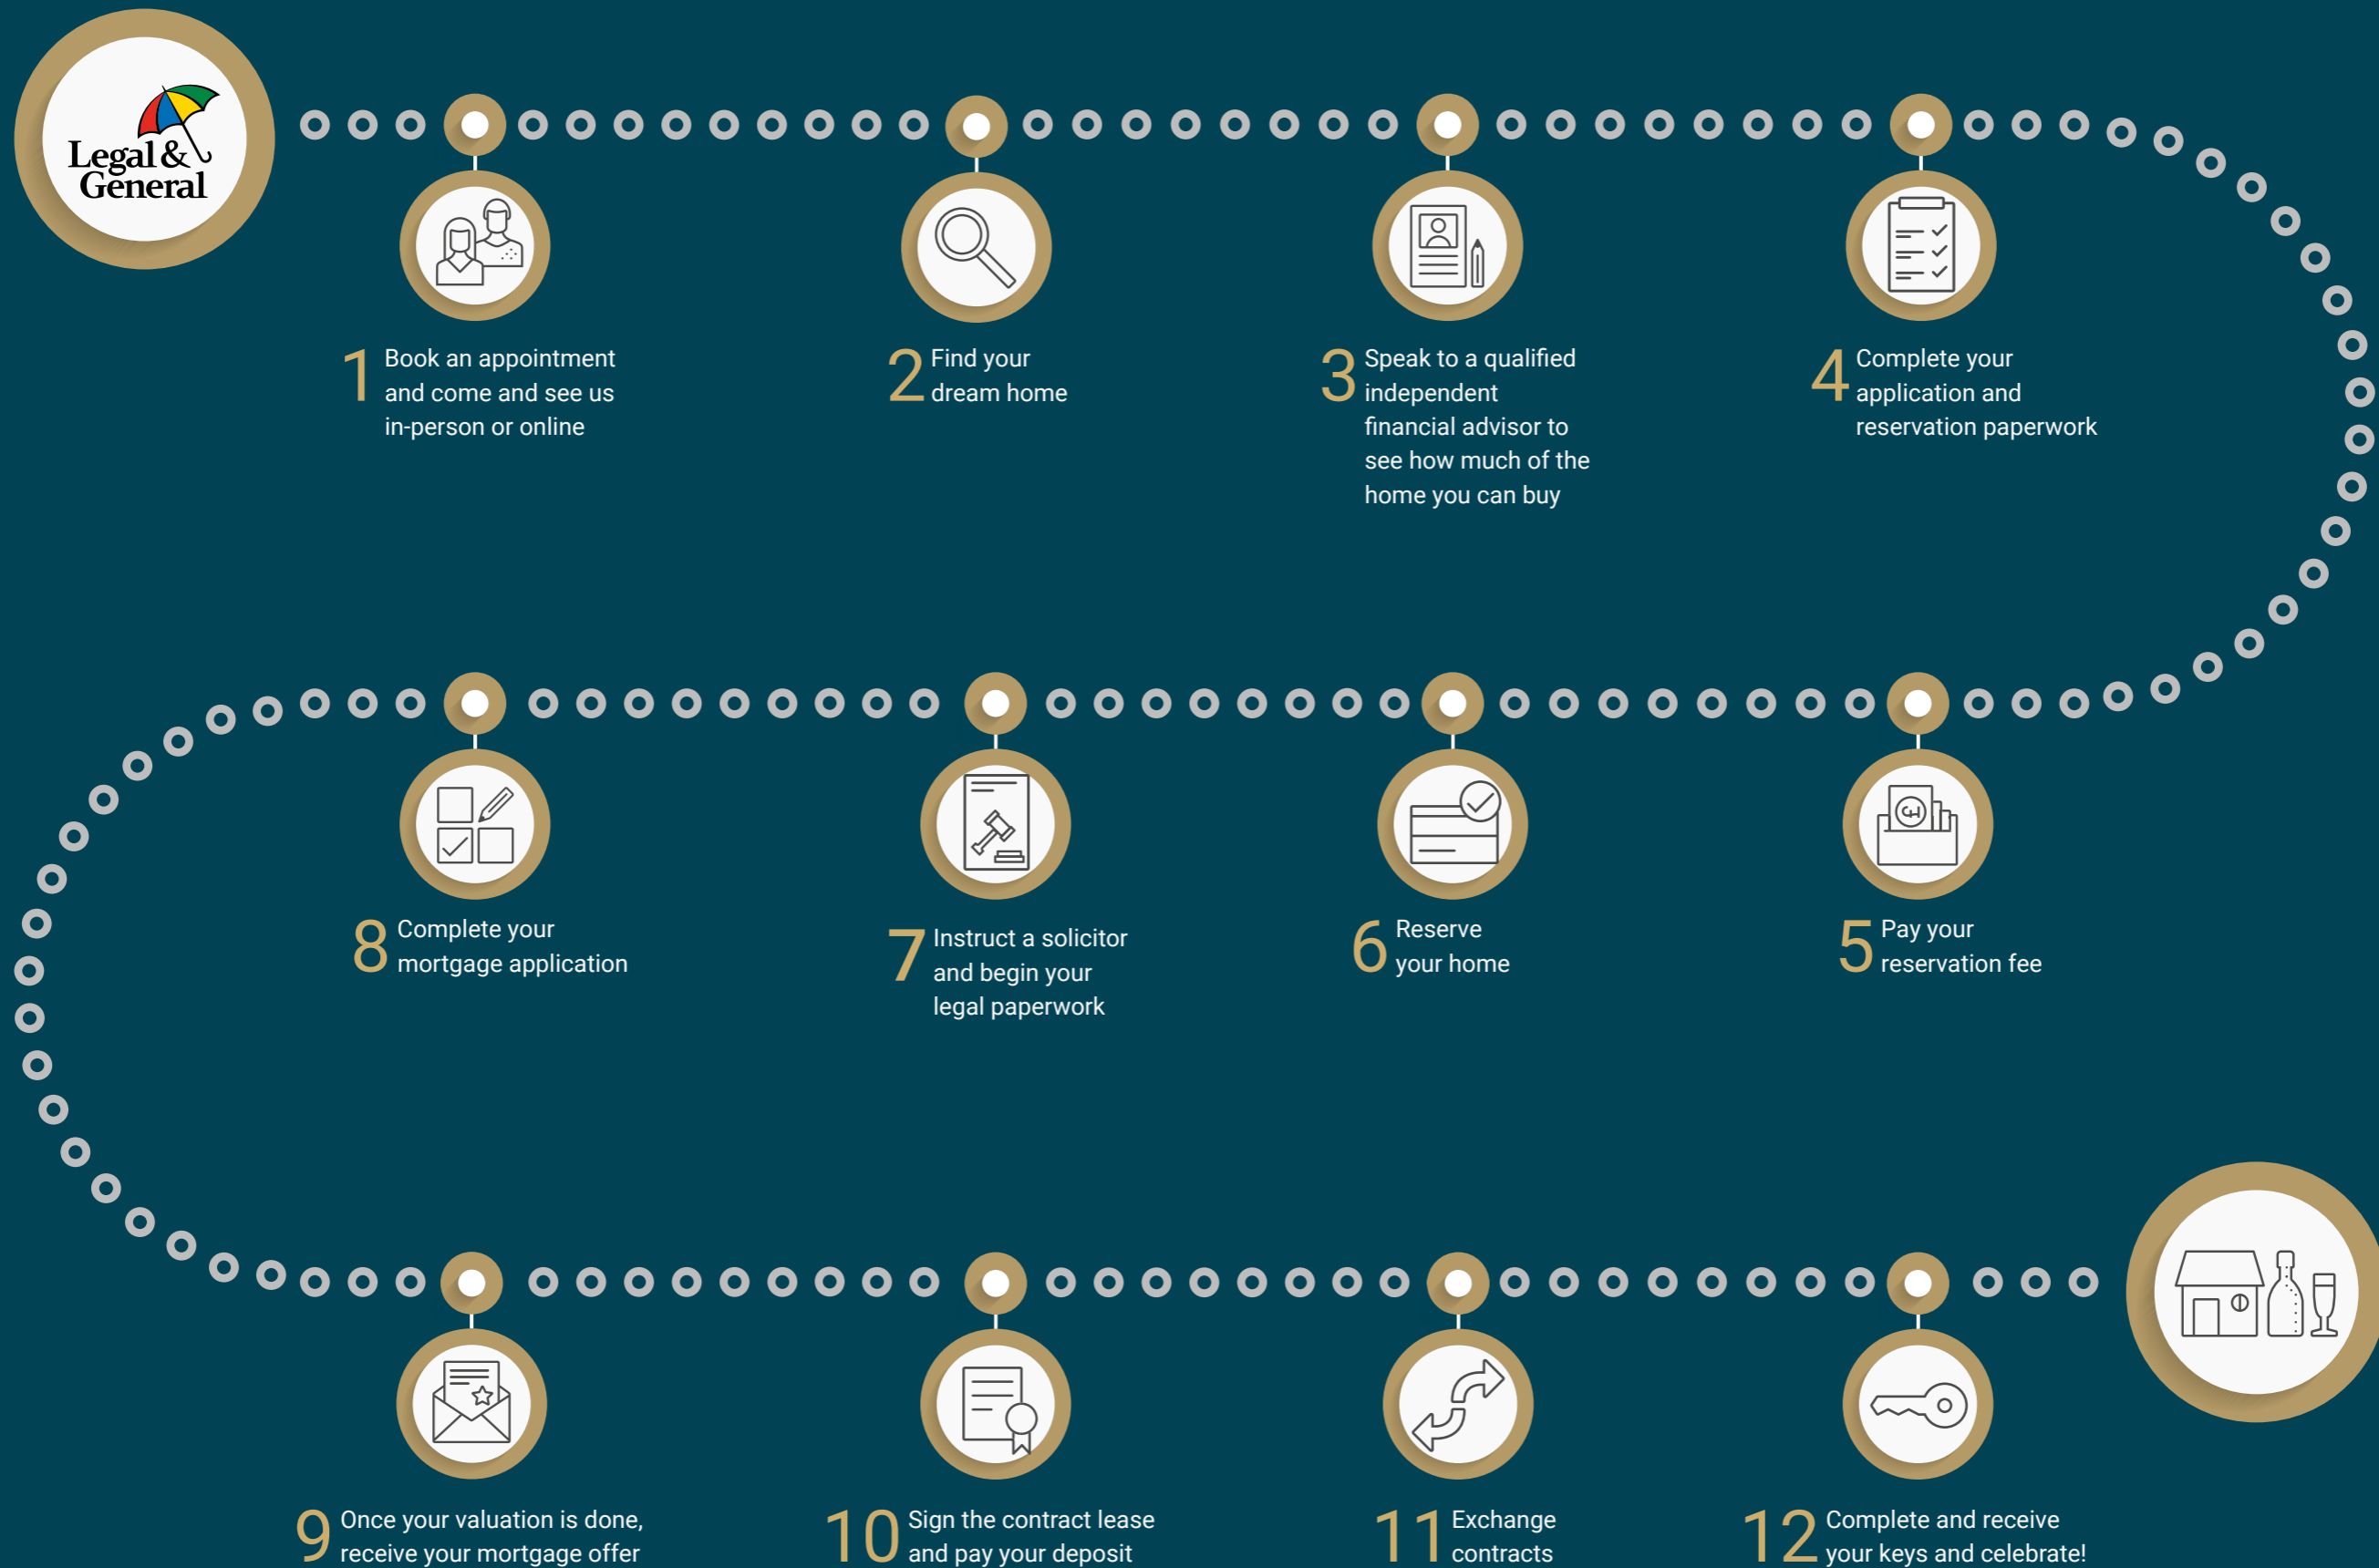 Legal &
General
1 Book an appointment
and come and see us
in-person or online
2 Find your
dream home
3 Speak to a qualified
independent
financial advisor to
see how much of the
home you can buy
4 Complete your
application and
reservation paperwork
5 Pay your
reservation fee
6 Reserve
your home
7 Instruct a solicitor
and begin your
legal paperwork
8 Complete your
mortgage application
9 Once your valuation is done,
receive your mortgage offer
10 Sign the contract lease
and pay your deposit
11 Exchange
contracts
12 Complete and receive
your keys and celebrate!